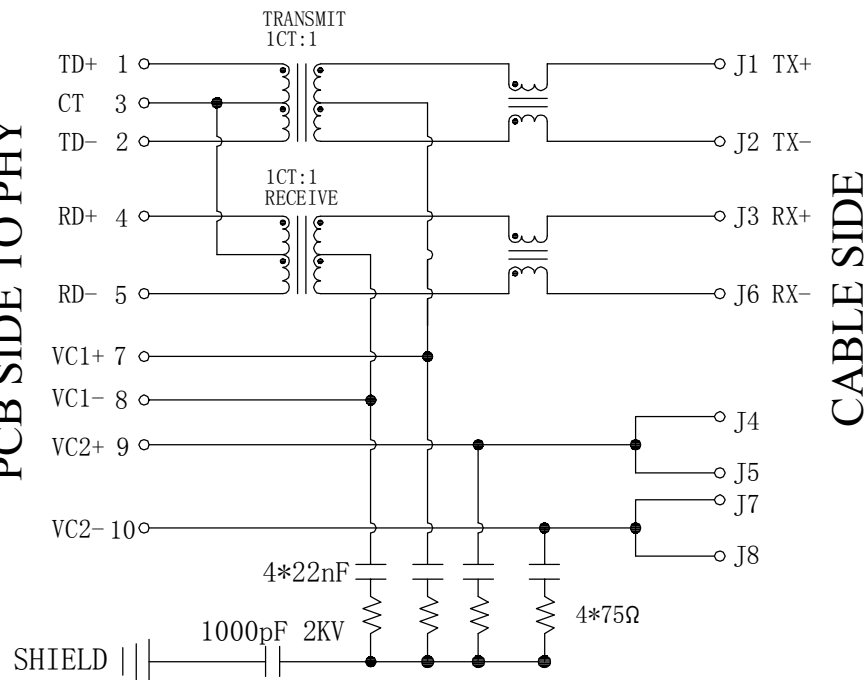 TRANSMIT
1CT:1
TD+ 1
J1 TX+
CT 3
TD- 2
J2 TX-
1CT:1
RECEIVE
RD+ 4
J3 RX+
RD- 5
J6 RX-
VC1+ 7
VC1- 8
J4
VC2+ 9
J5
J7
VC2- 10
J8
4*22nF
4*75Ω
1000pF 2KV
SHIELD
PCB SIDE TO PHY
CABLE SIDE